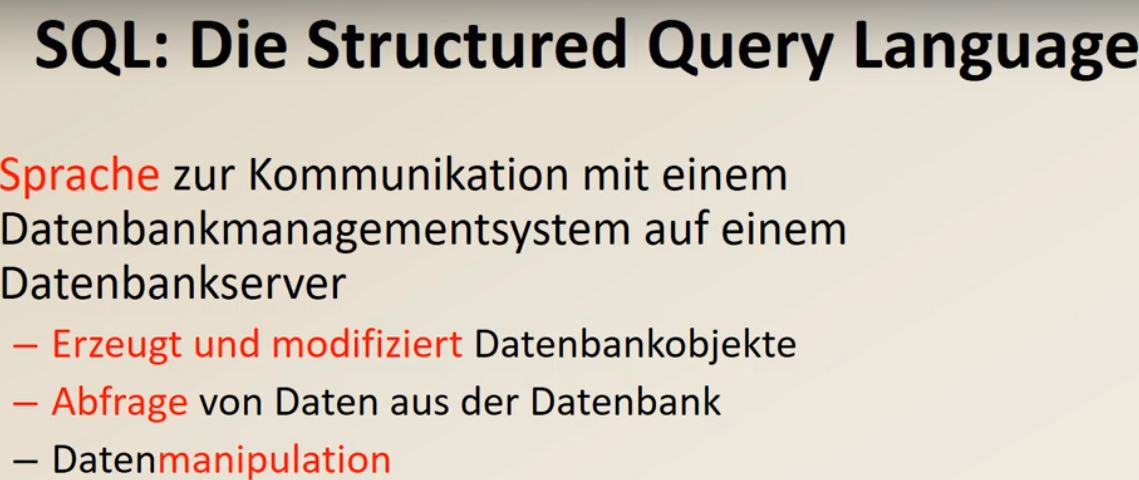 SQL: Die Structured Query Language
Sprache zur Kommunikation mit einem
Datenbankmanagementsystem auf einem
Datenbankserver
– Erzeugt und modifiziert Datenbankobjekte
– Abfrage von Daten aus der Datenbank
– Datenmanipulation